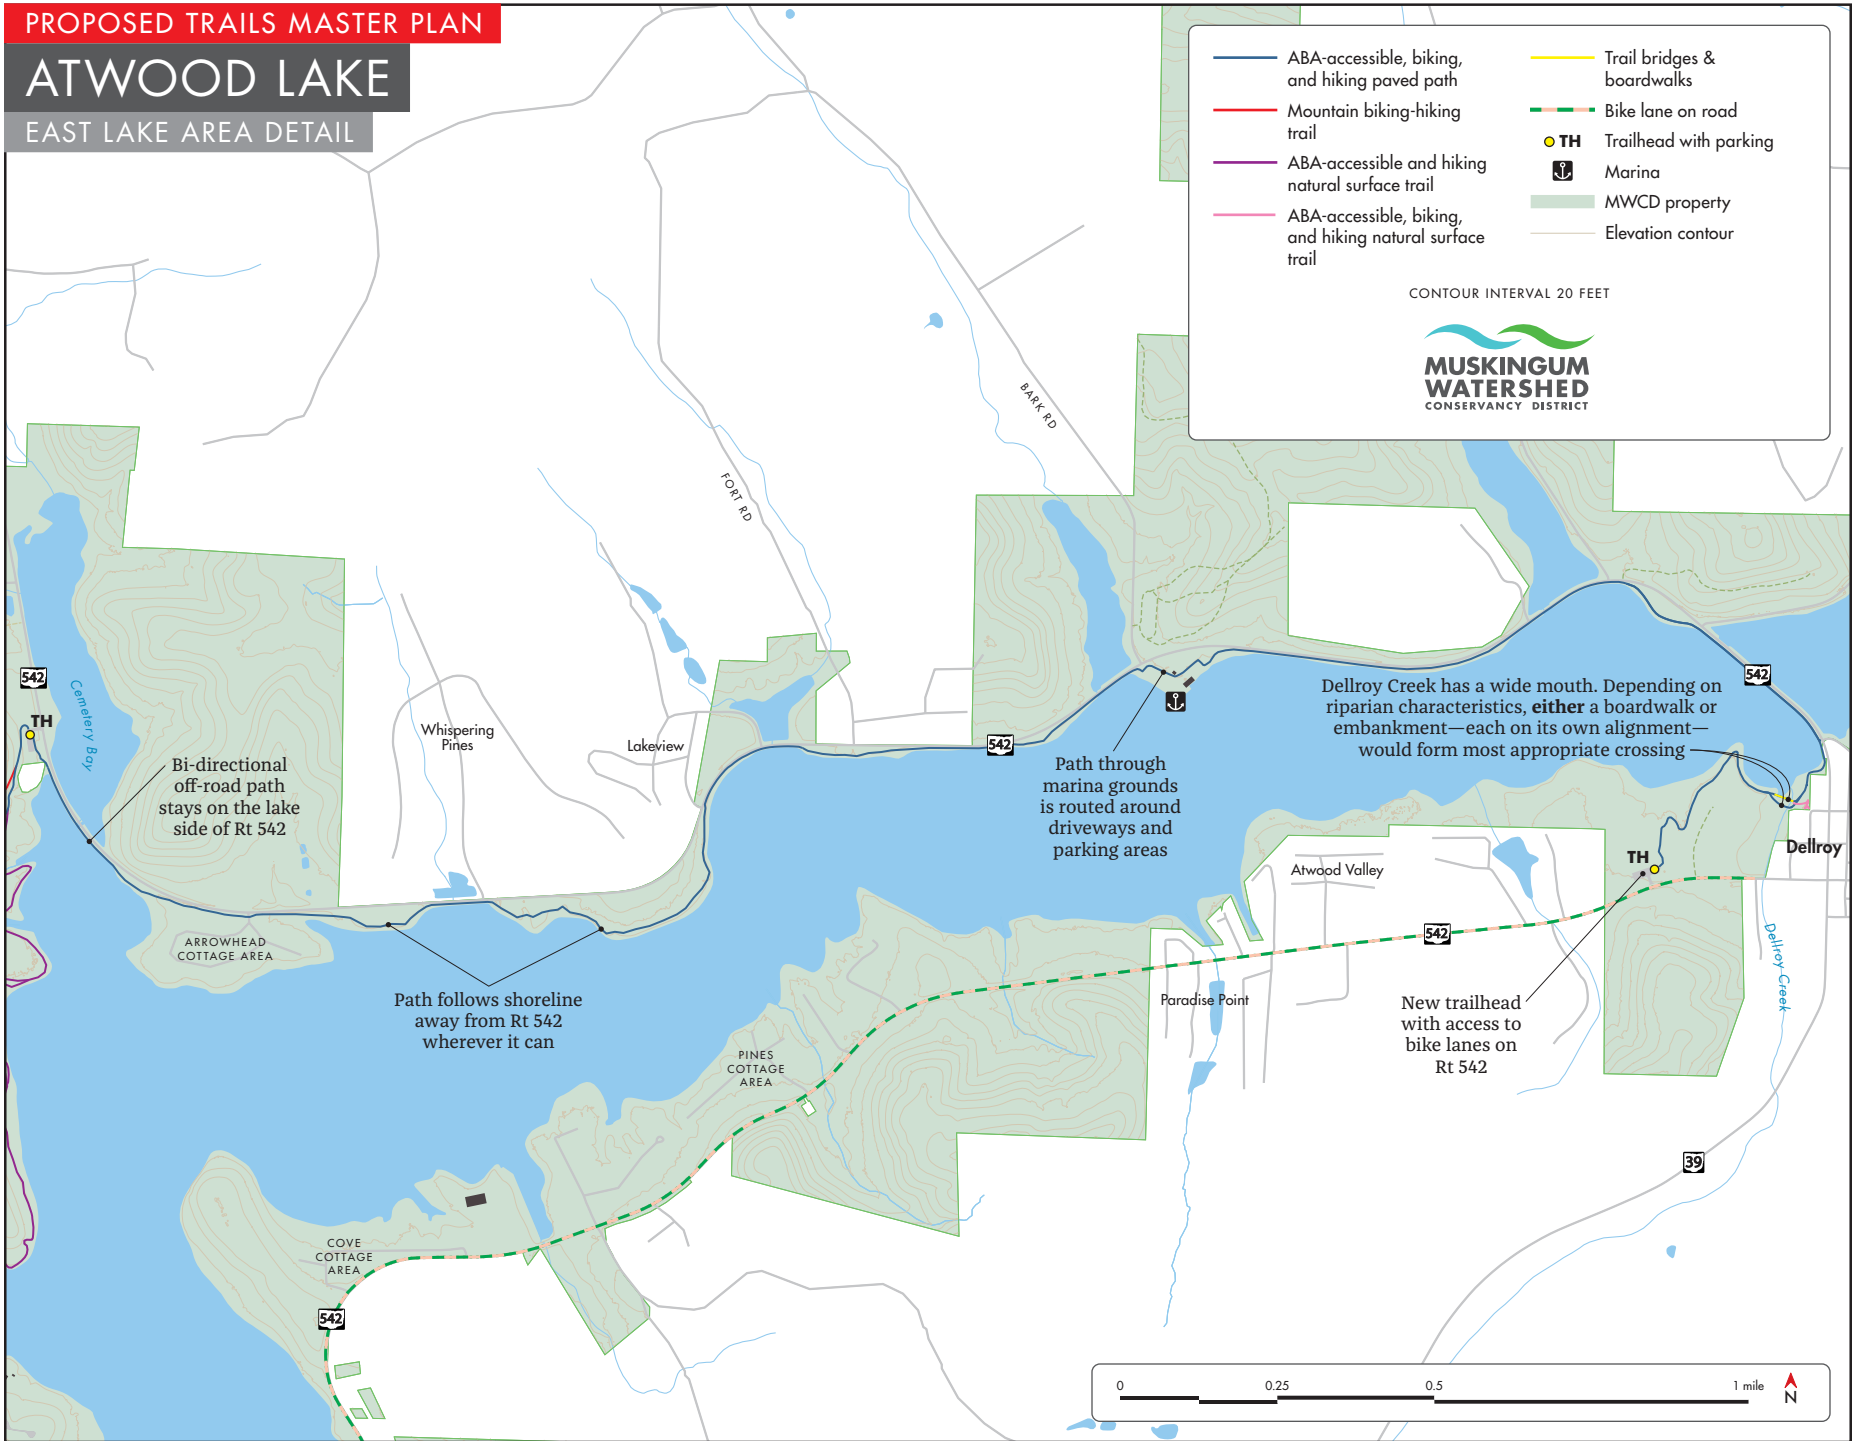 PROPOSED TRAILS MASTER PLAN
ATWOOD LAKE
EAST LAKE AREA DETAIL
ABA-accessible, biking,
and hiking paved path
Mountain biking-hiking
trail
ABA-accessible and hiking
natural surface trail
ABA-accessible, biking,
and hiking natural surface
trail
Trail bridges &
boardwalks
Bike lane on road
TH Trailhead with parking
Marina
MWCD property
Elevation contour
CONTOUR INTERVAL 20 FEET
MUSKINGUM
WATERSHED
CONSERVANCY DISTRICT
BARK RD
FORT RD
542
TH
Cemetery Bay
Bi-directional
off-road path
stays on the lake
side of Rt 542
Whispering
Pines
Lakeview
542
Path through
marina grounds
is routed around
driveways and
parking areas
542
Dellroy Creek has a wide mouth. Depending on
riparian characteristics, either a boardwalk or
embankment—each on its own alignment—
would form most appropriate crossing
Dellroy
TH
Atwood Valley
542
ARROWHEAD
COTTAGE AREA
Path follows shoreline
away from Rt 542
wherever it can
Paradise Point
New trailhead
with access to
bike lanes on
Rt 542
Dellroy Creek
PINES
COTTAGE
AREA
39
COVE
COTTAGE
AREA
542
0 0.25 0.5 1 mile
N